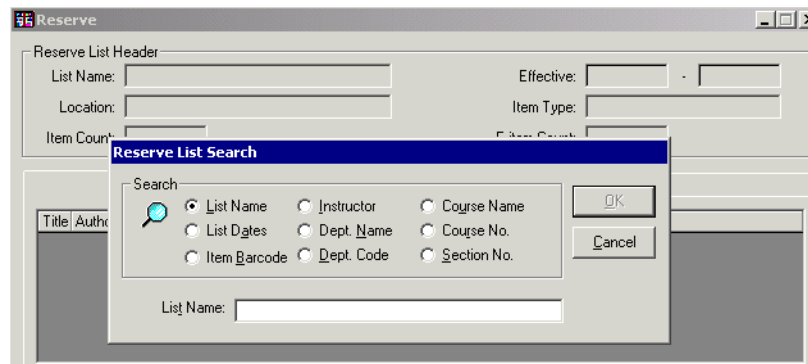 Reserve
Reserve List Header
List Name: Effective: -
Location: Item Type:
Item Count: E-item Count:
Reserve List Search
Search
List Name Instructor Course Name OK
List Dates Dept. Name Course No.
Item Barcode Dept. Code Section No. Cancel
Title Autho
List Name: